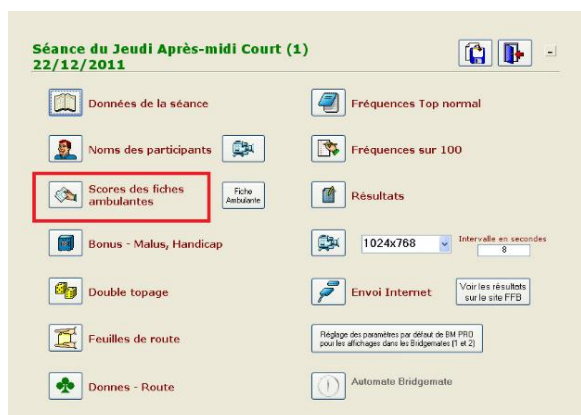 Séance du Jeudi Après-midi Court (1)
22/12/2011
Données de la séance
Fréquences Top normal
Noms des participants
Fréquences sur 100
Scores des fiches
ambulantes
Fiche
Ambulante
Résultats
Bonus - Malus, Handicap
1024x768
Intervalle en secondes
8
Double topage
Envoi Internet
Voir les résultats
sur le site FFB
Feuilles de route
Réglage des paramètres par défaut de BM PRO
pour les affichages dans les Bridgemates (1 et 2)
Donnes - Route
Automate Bridgemate